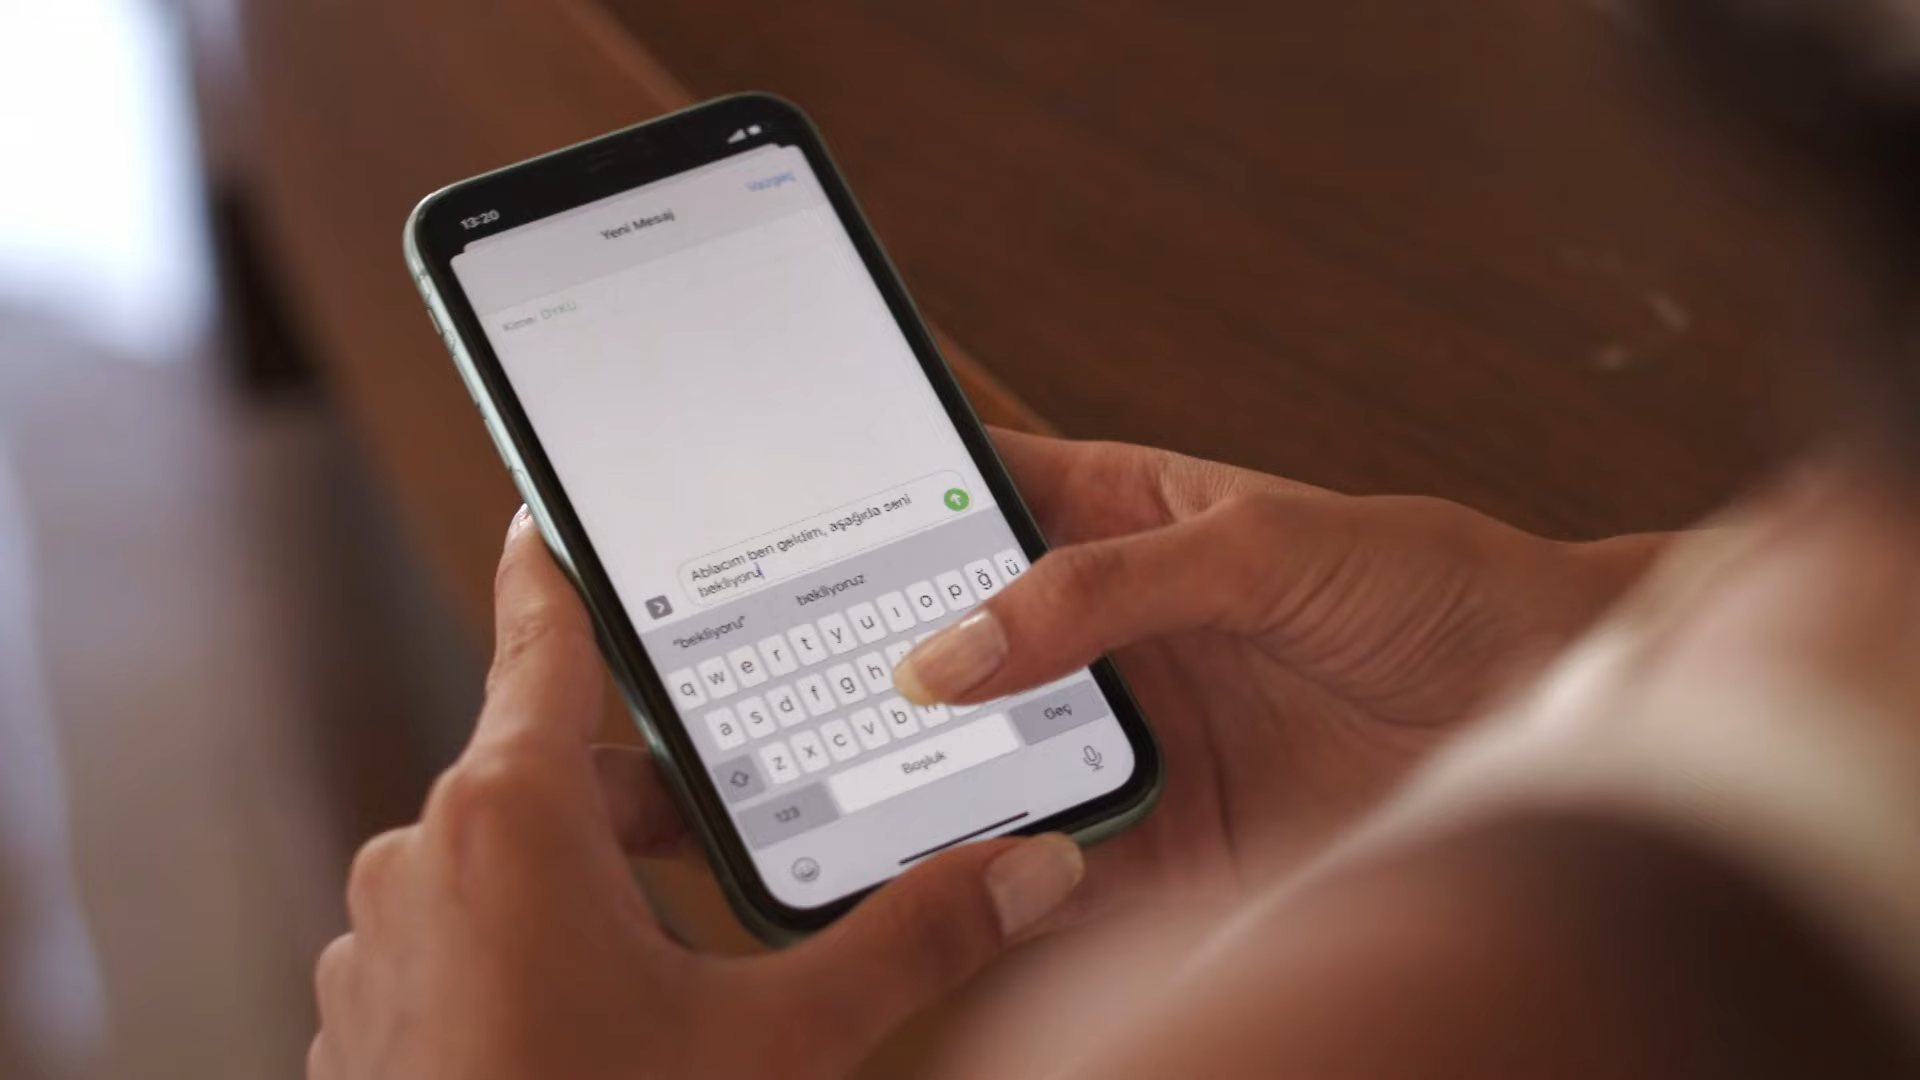 13:20
Vazgeç
Yeni Mesaj
Kime: ÖYKÜ
Ablacım ben geldim, aşağıda seni
bekliyoru
"bekliyoru" bekliyoruz
q w e r t y u ı o p ğ ü
a s d f g h
z x c v b n
123 Boşluk Geç